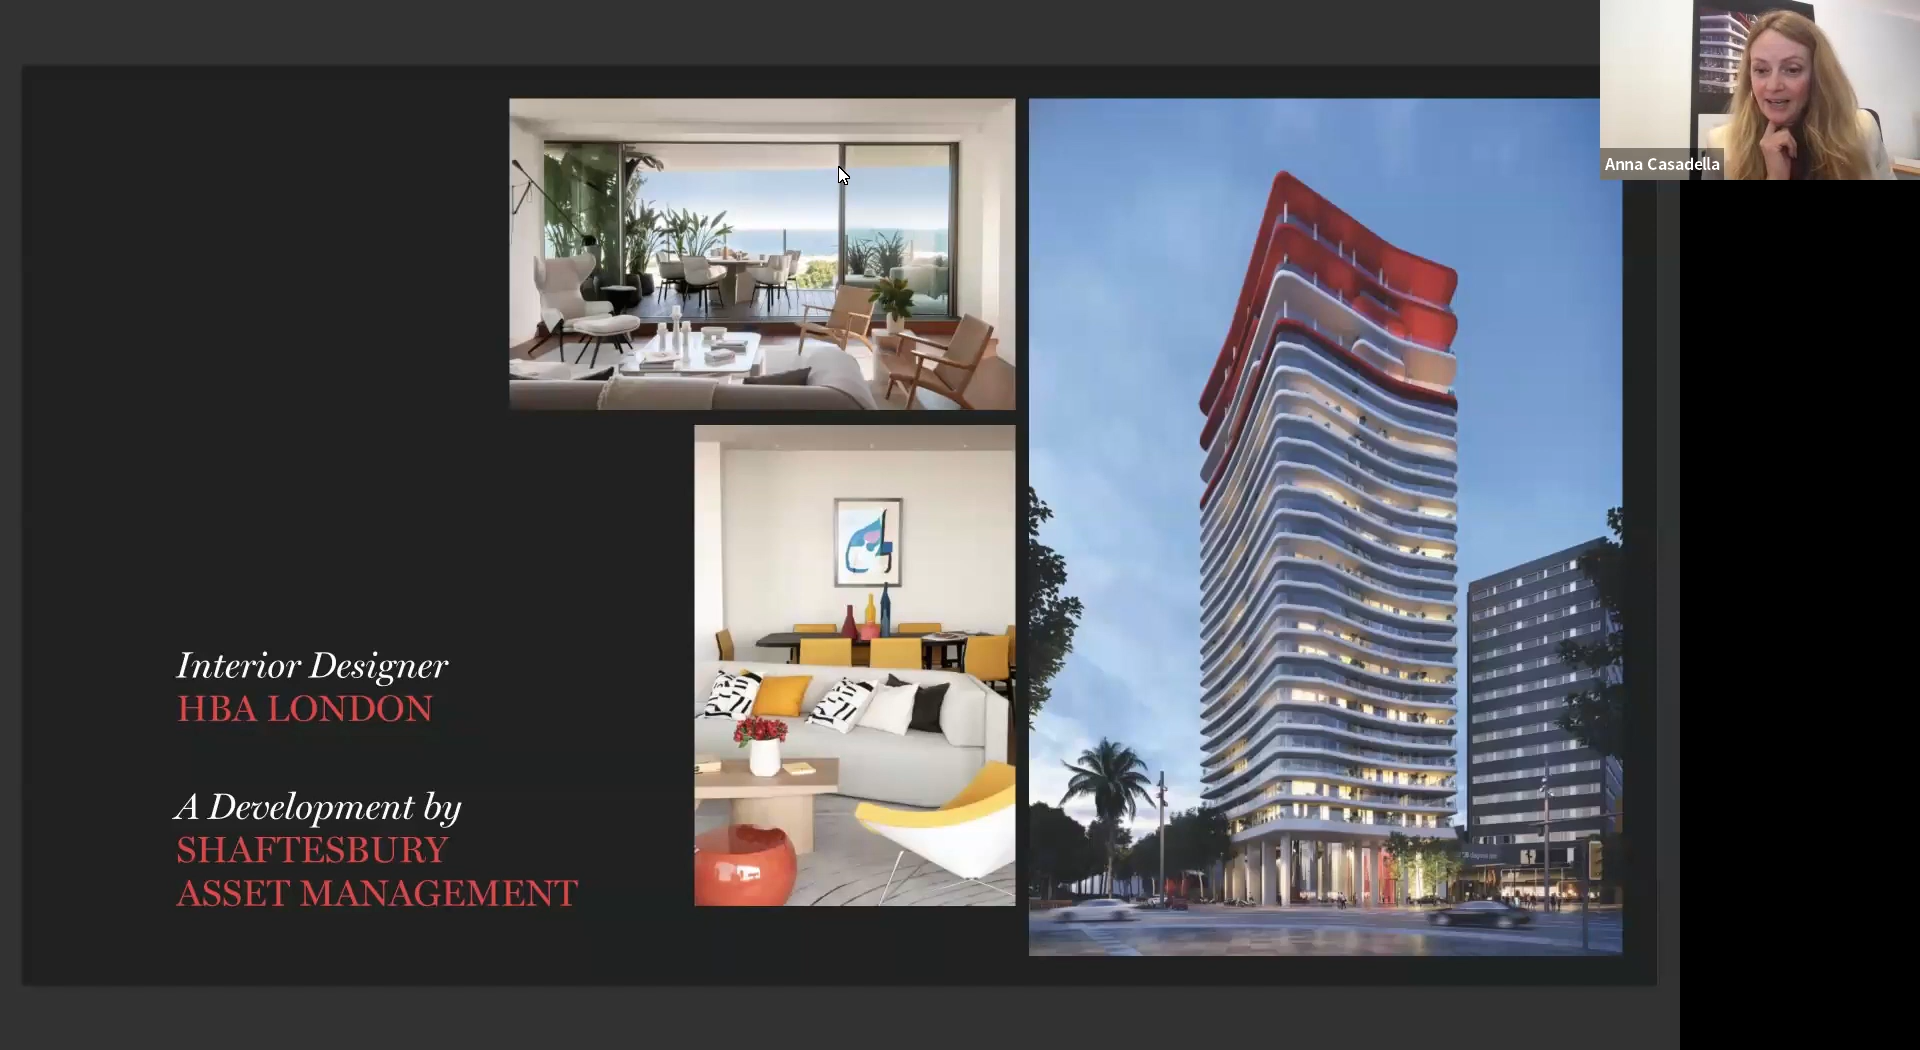 Anna Casadella
Interior Designer
HBA LONDON
A Development by
SHAFTESBURY
ASSET MANAGEMENT